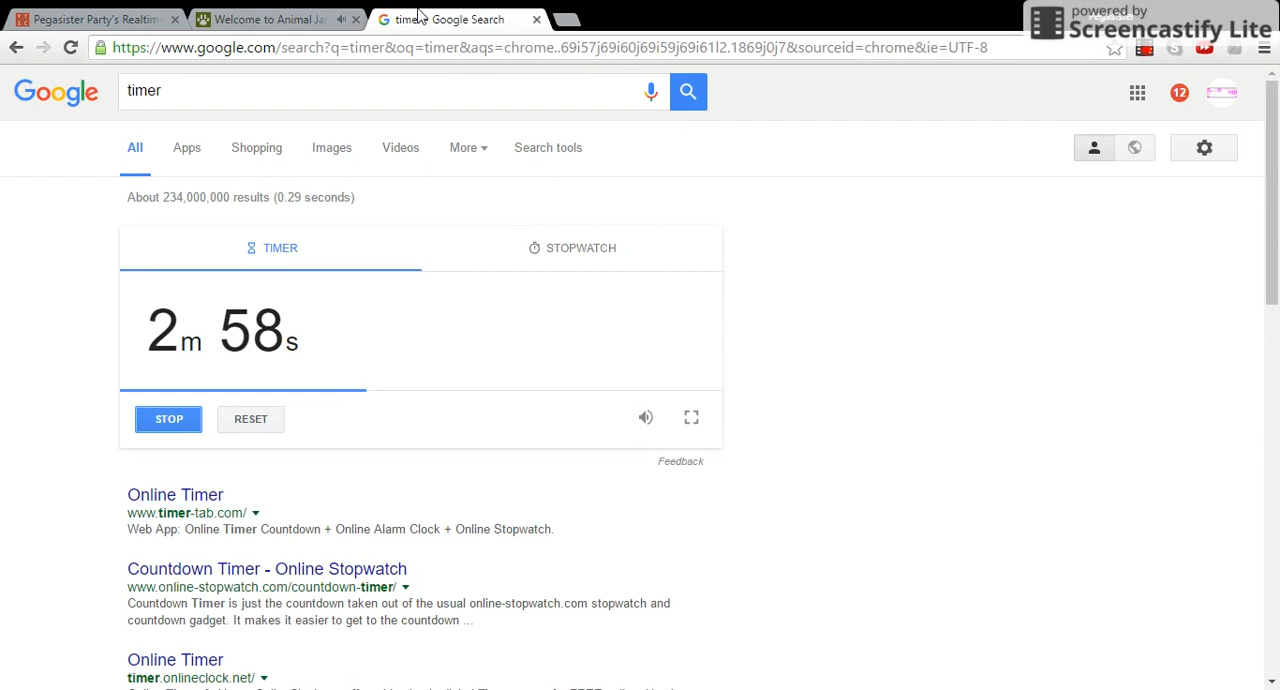 Pegasister Party's Realtim
Welcome to Animal Ja
Google Search
powered by
Screencastify Lite
https://www.google.com/search?q=timer&oq=timer&aqs=chrome..69i57j69i60j69i59j69i61l2.1869j0j7&sourceid=chrome&ie=UTF-8
Google
timer
12
All
Apps
Shopping
Images
Videos
More
Search tools
About 234,000,000 results (0.29 seconds)
TIMER
STOPWATCH
2m 58s
STOP
RESET
Feedback
Online Timer
www.timer-tab.com/
Web App: Online Timer Countdown + Online Alarm Clock + Online Stopwatch.
Countdown Timer - Online Stopwatch
www.online-stopwatch.com/countdown-timer/
Countdown Timer is just the countdown taken out of the usual online-stopwatch.com stopwatch and
countdown gadget. It makes it easier to get to the countdown ...
Online Timer
timer.onlineclock.net/